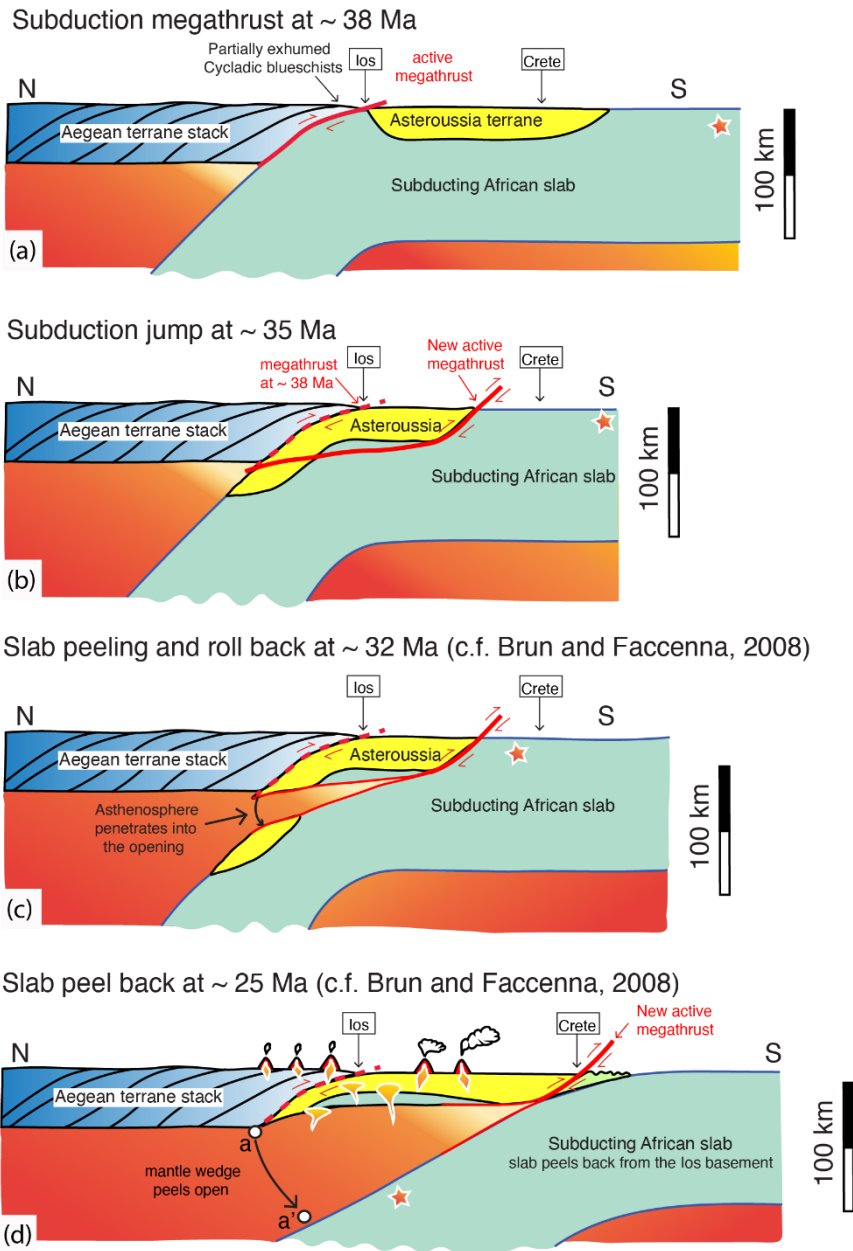 Subduction megathrust at ~ 38 Ma
Partially exhumed
Cycladic blueschists
Ios
active
megathrust
Crete
N
S
Aegean terrane stack
Asteroussia terrane
Subducting African slab
100 km
(a)
Subduction jump at ~ 35 Ma
megathrust
at ~ 38 Ma
Ios
New active
megathrust
Crete
N
S
Aegean terrane stack
Asteroussia
Subducting African slab
100 km
(b)
Slab peeling and roll back at ~ 32 Ma (c.f. Brun and Faccenna, 2008)
Ios
Crete
N
S
Aegean terrane stack
Asteroussia
Asthenosphere
penetrates into
the opening
Subducting African slab
100 km
(c)
Slab peel back at ~ 25 Ma (c.f. Brun and Faccenna, 2008)
New active
megathrust
Ios
Crete
N
S
Aegean terrane stack
a
mantle wedge
peels open
a'
Subducting African slab
slab peels back from the Ios basement
100 km
(d)